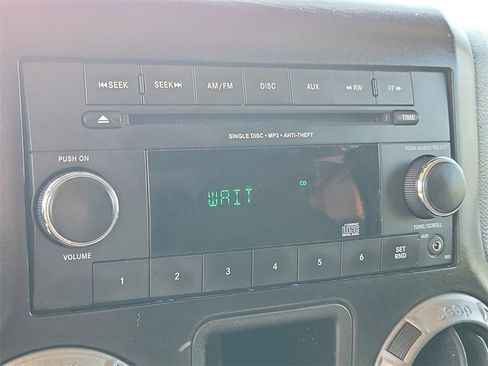 SEEK SEEK AM/FM DISC AUX RW FF
TIME
SINGLE DISC • MP3 • ANTI-THEFT
PUSH ON
PUSH AUDIO/SELECT
WAIT
CD
VOLUME
TUNE/SCROLL
AUX
1 2 3 4 5 6 SET
RND
Jeep